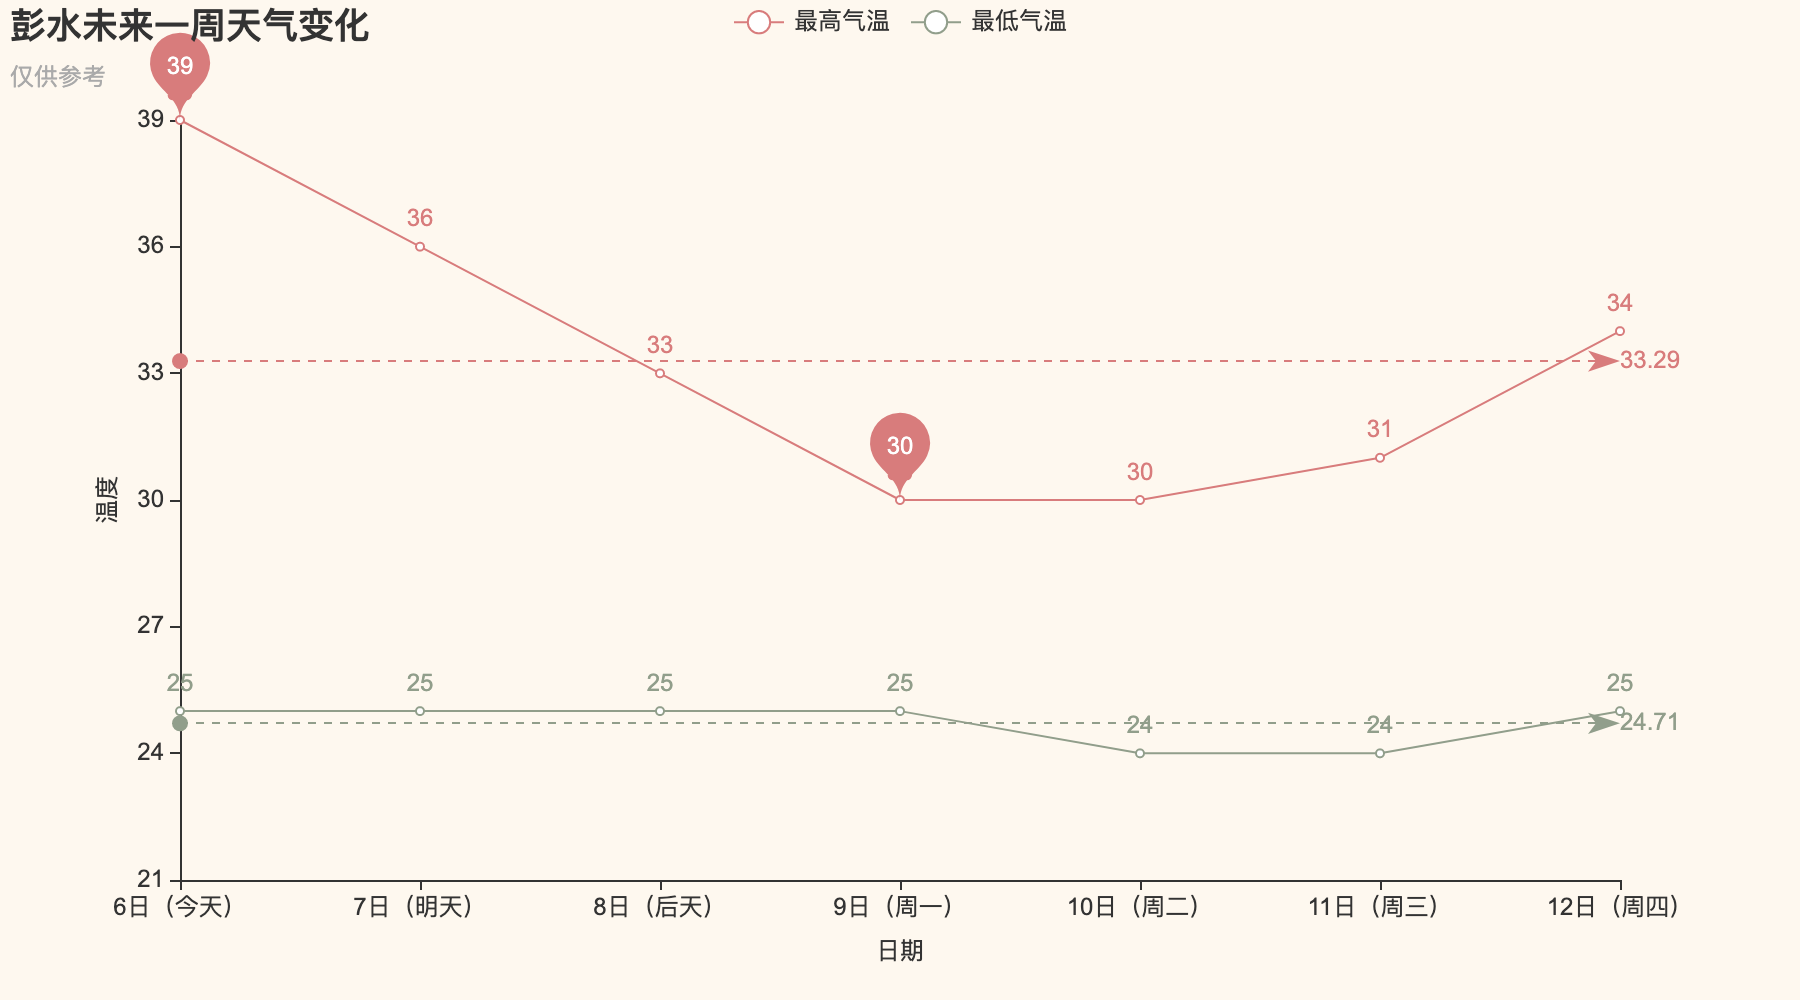 彭水未来一周天气变化
仅供参考
最高气温
最低气温
39
36
33
30
30
31
34
33.29
25
25
25
25
24
24
25
24.71
39
36
33
30
27
24
21
温度
6日（今天）
7日（明天）
8日（后天）
9日（周一）
10日（周二）
11日（周三）
12日（周四）
日期